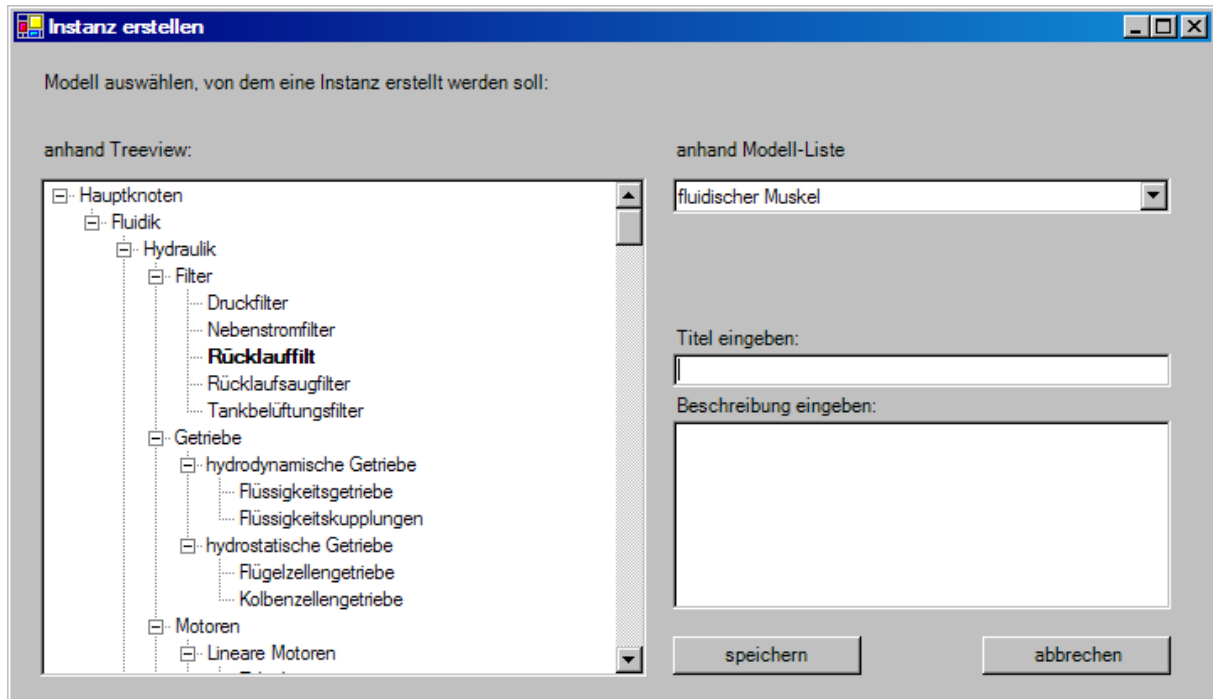 Instanz erstellen
Modell auswählen, von dem eine Instanz erstellt werden soll:
anhand Treeview:
Hauptknoten
Fluidik
Hydraulik
Filter
Druckfilter
Nebenstromfilter
Rücklauffilt
Rücklaufsaugfilter
Tankbelüftungsfilter
Getriebe
hydrodynamische Getriebe
Flüssigkeitsgetriebe
Flüssigkeitskupplungen
hydrostatische Getriebe
Flügelzellengetriebe
Kolbenzellengetriebe
Motoren
Lineare Motoren
anhand Modell-Liste
fluidischer Muskel
Titel eingeben:
Beschreibung eingeben:
speichern
abbrechen